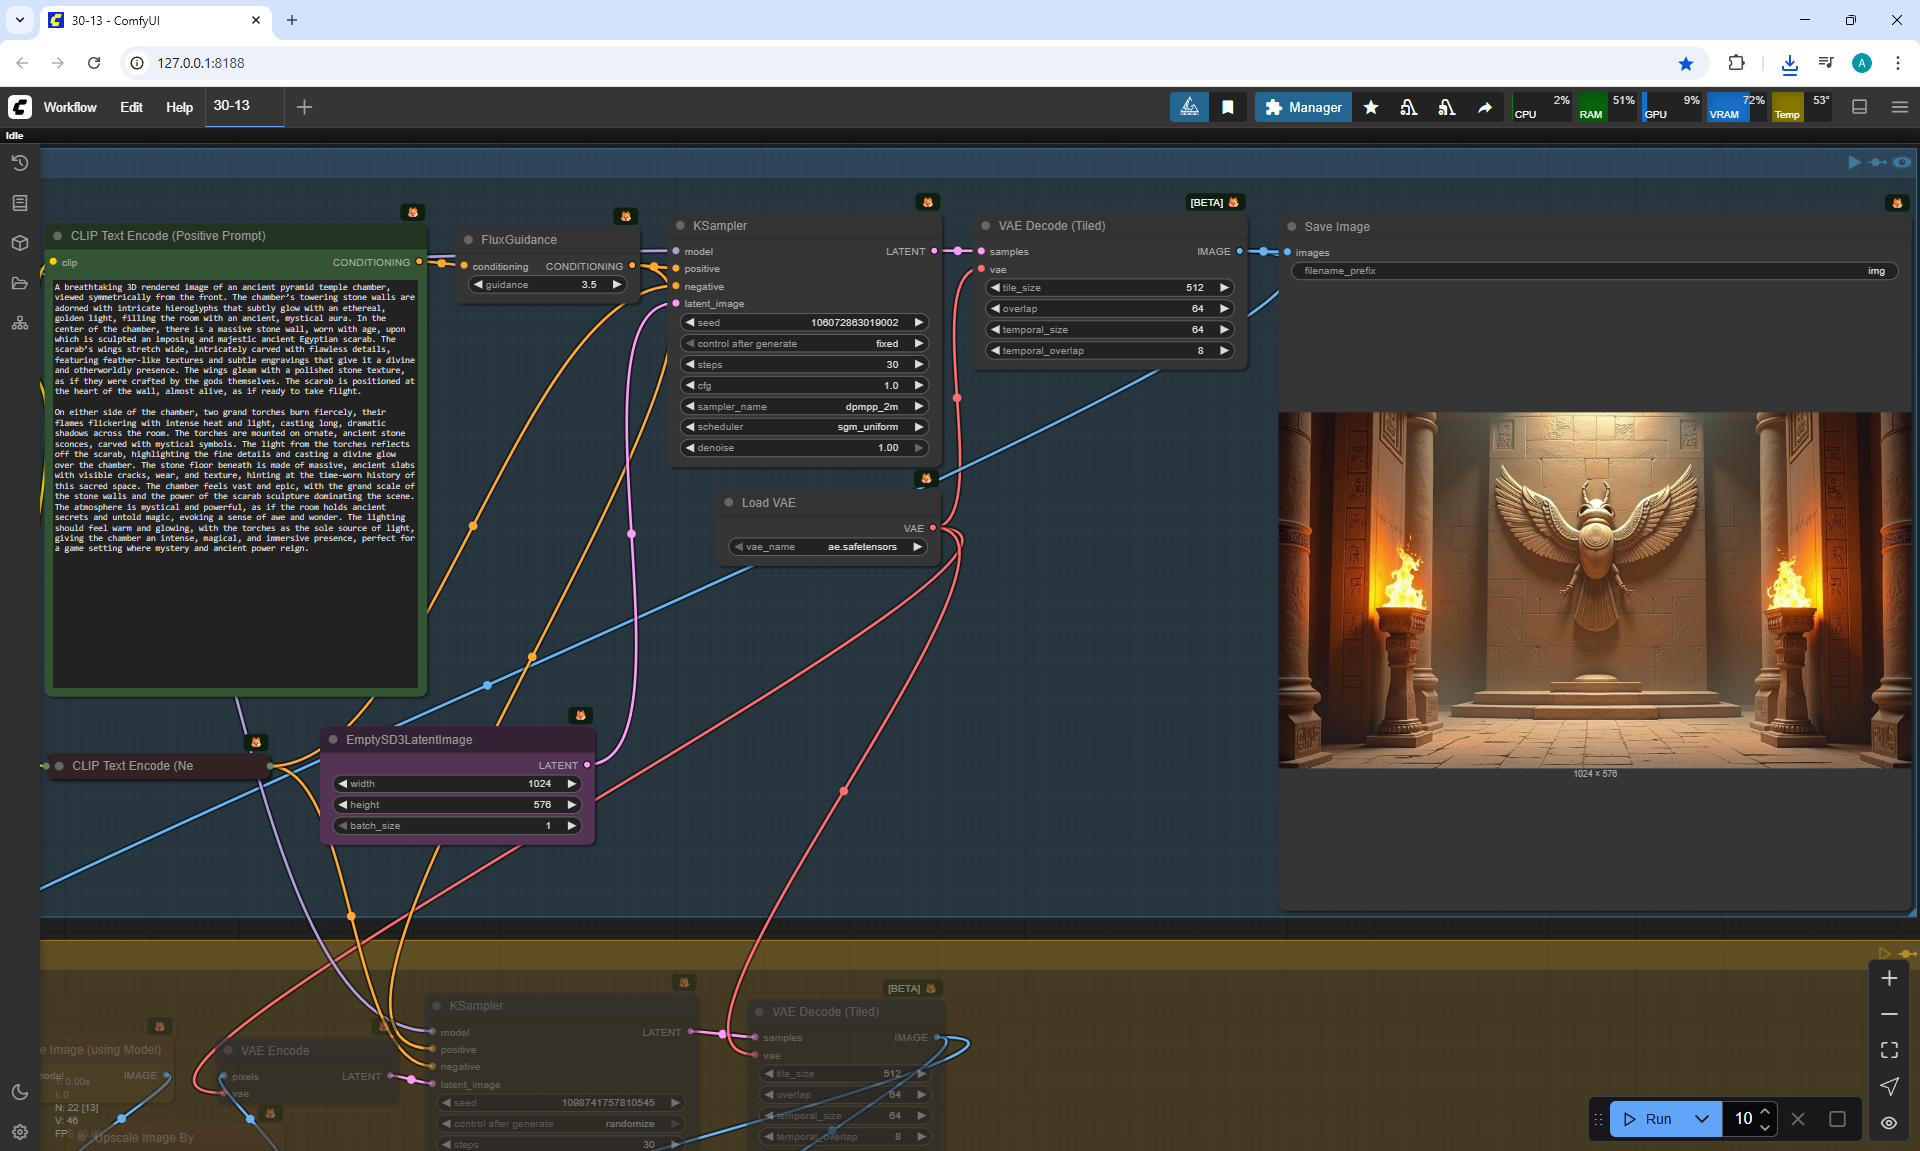 30-13 - ComfyUI
127.0.0.1:8188
A
Workflow
Edit
Help
30-13
Manager
CPU
2%
RAM
51%
GPU
9%
VRAM
72%
Temp
53°
Idle
CLIP Text Encode (Positive Prompt)
clip
CONDITIONING
A breathtaking 3D rendered image of an ancient pyramid temple chamber,
viewed symmetrically from the front. The chamber's towering stone walls are
adorned with intricate hieroglyphs that subtly glow with an ethereal,
golden light, filling the room with an ancient, mystical aura. In the
center of the chamber, there is a massive stone wall, worn with age, upon
which is sculpted an imposing and majestic ancient Egyptian scarab. The
scarab's wings stretch wide, intricately carved with flawless details,
featuring feather-like textures and subtle engravings that give it a divine
and otherworldly presence. The wings gleam with a polished stone texture,
as if they were crafted by the gods themselves. The scarab is positioned at
the heart of the wall, almost alive, as if ready to take flight.
On either side of the chamber, two grand torches burn fiercely, their
flames flickering with intense heat and light, casting long, dramatic
shadows across the room. The torches are mounted on ornate, ancient stone
sconces, carved with mystical symbols. The light from the torches reflects
off the scarab, highlighting the fine details and casting a divine glow
over the chamber. The stone floor beneath is made of massive, ancient slabs
with visible cracks, wear, and texture, hinting at the time-worn history of
this sacred space. The chamber feels vast and epic, with the grand scale of
the stone walls and the power of the scarab sculpture dominating the scene.
The atmosphere is mystical and powerful, as if the room holds ancient
secrets and untold magic, evoking a sense of awe and wonder. The lighting
should feel warm and glowing, with the torches as the sole source of light,
giving the chamber an intense, magical, and immersive presence, perfect for
a game setting where mystery and ancient power reign.
FluxGuidance
conditioning
CONDITIONING
guidance
3.5
KSampler
model
LATENT
positive
negative
latent_image
seed
106072863019002
control after generate
fixed
steps
30
cfg
1.0
sampler_name
dpmpp_2m
scheduler
sgm_uniform
denoise
1.00
[BETA]
VAE Decode (Tiled)
samples
IMAGE
vae
tile_size
512
overlap
64
temporal_size
64
temporal_overlap
8
Save Image
images
filename_prefix
img
1024 × 576
Load VAE
VAE
vae_name
ae.safetensors
EmptySD3LatentImage
LATENT
width
1024
height
576
batch_size
1
CLIP Text Encode (Ne
e Image (using Model)
IMAGE
T: 0.00s
I: 0
N: 22 [13]
V: 46
Upscale Image By
VAE Encode
pixels
LATENT
vae
KSampler
model
LATENT
positive
negative
latent_image
seed
1098741757810545
control after generate
randomize
steps
30
[BETA]
VAE Decode (Tiled)
samples
IMAGE
vae
tile_size
512
overlap
64
temporal_size
64
temporal_overlap
8
Run
10